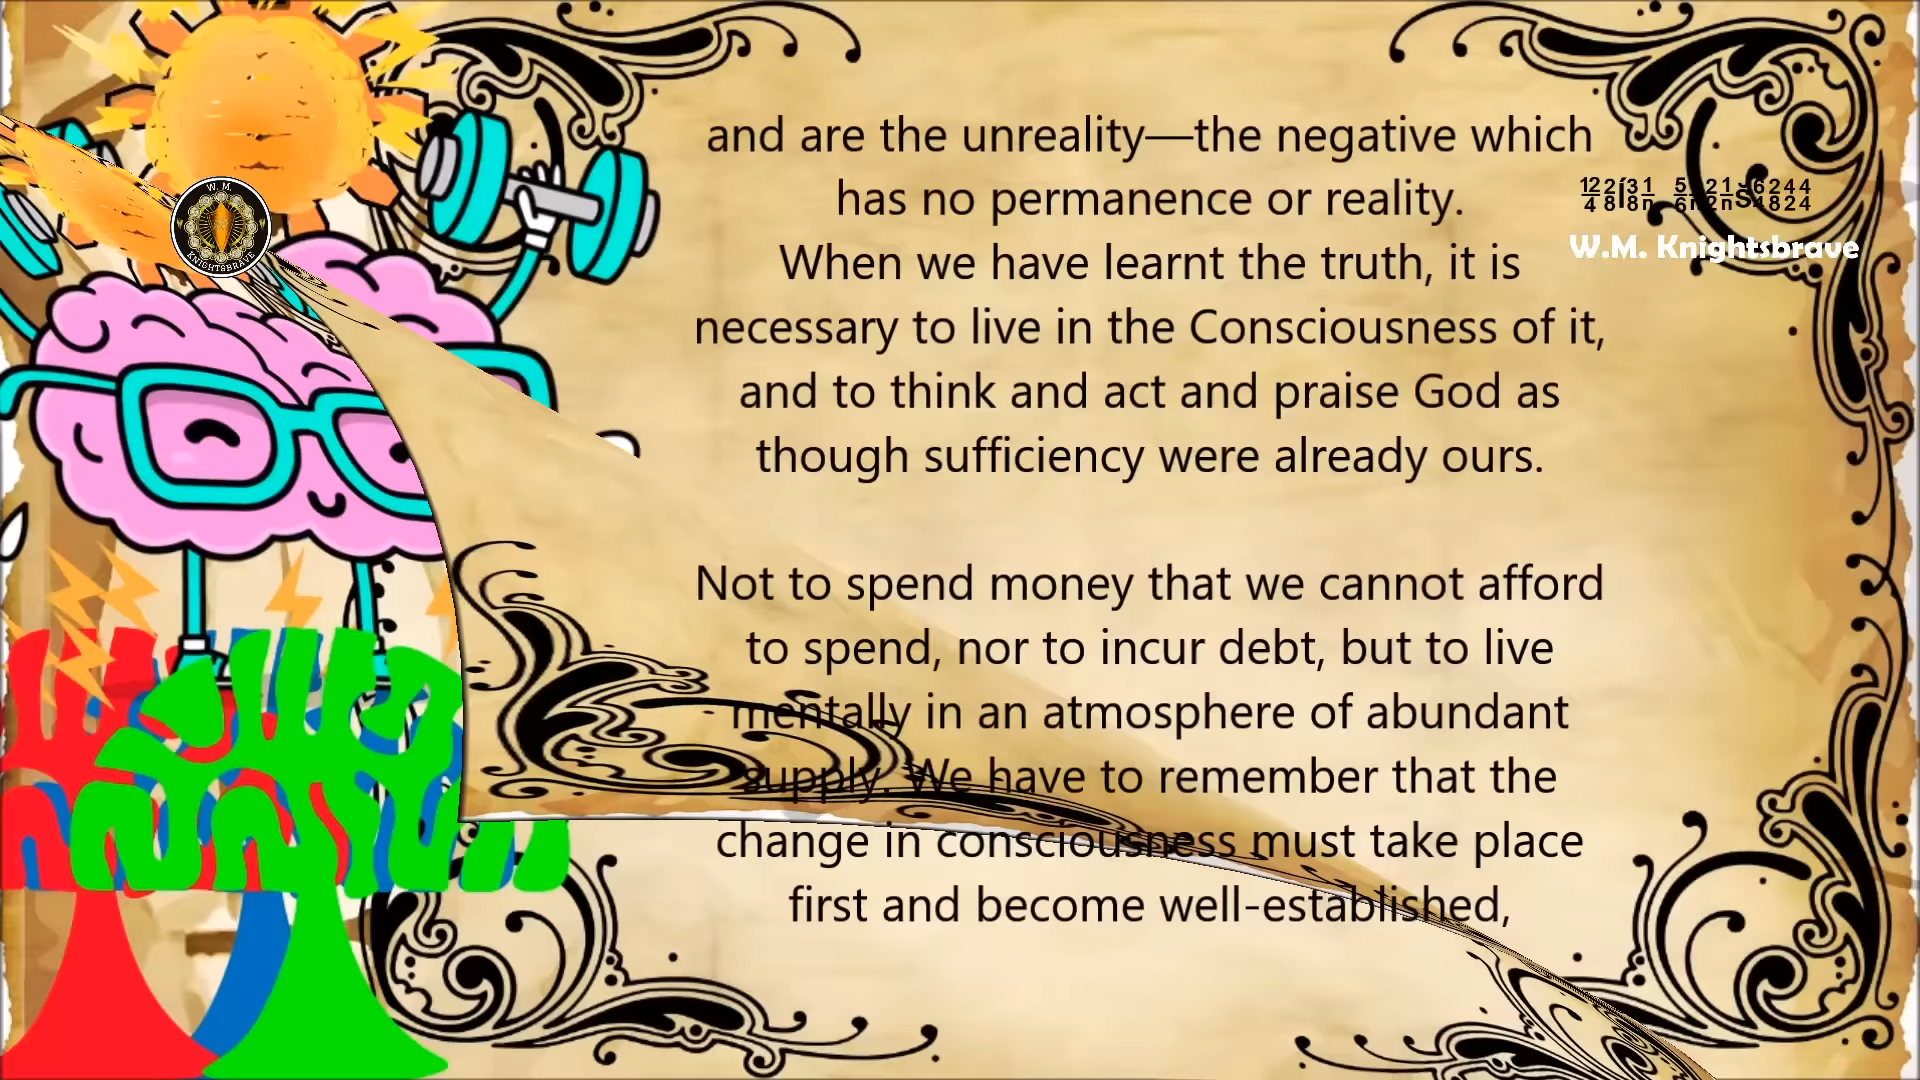 and are the unreality—the negative which
has no permanence or reality.
When we have learnt the truth, it is
necessary to live in the Consciousness of it,
and to think and act and praise God as
though sufficiency were already ours.
Not to spend money that we cannot afford
to spend, nor to incur debt, but to live
mentally in an atmosphere of abundant
supply. We have to remember that the
change in consciousness must take place
first and become well-established,
W.M. Knightsbrave
W. M.
KNIGHTSBRAVE